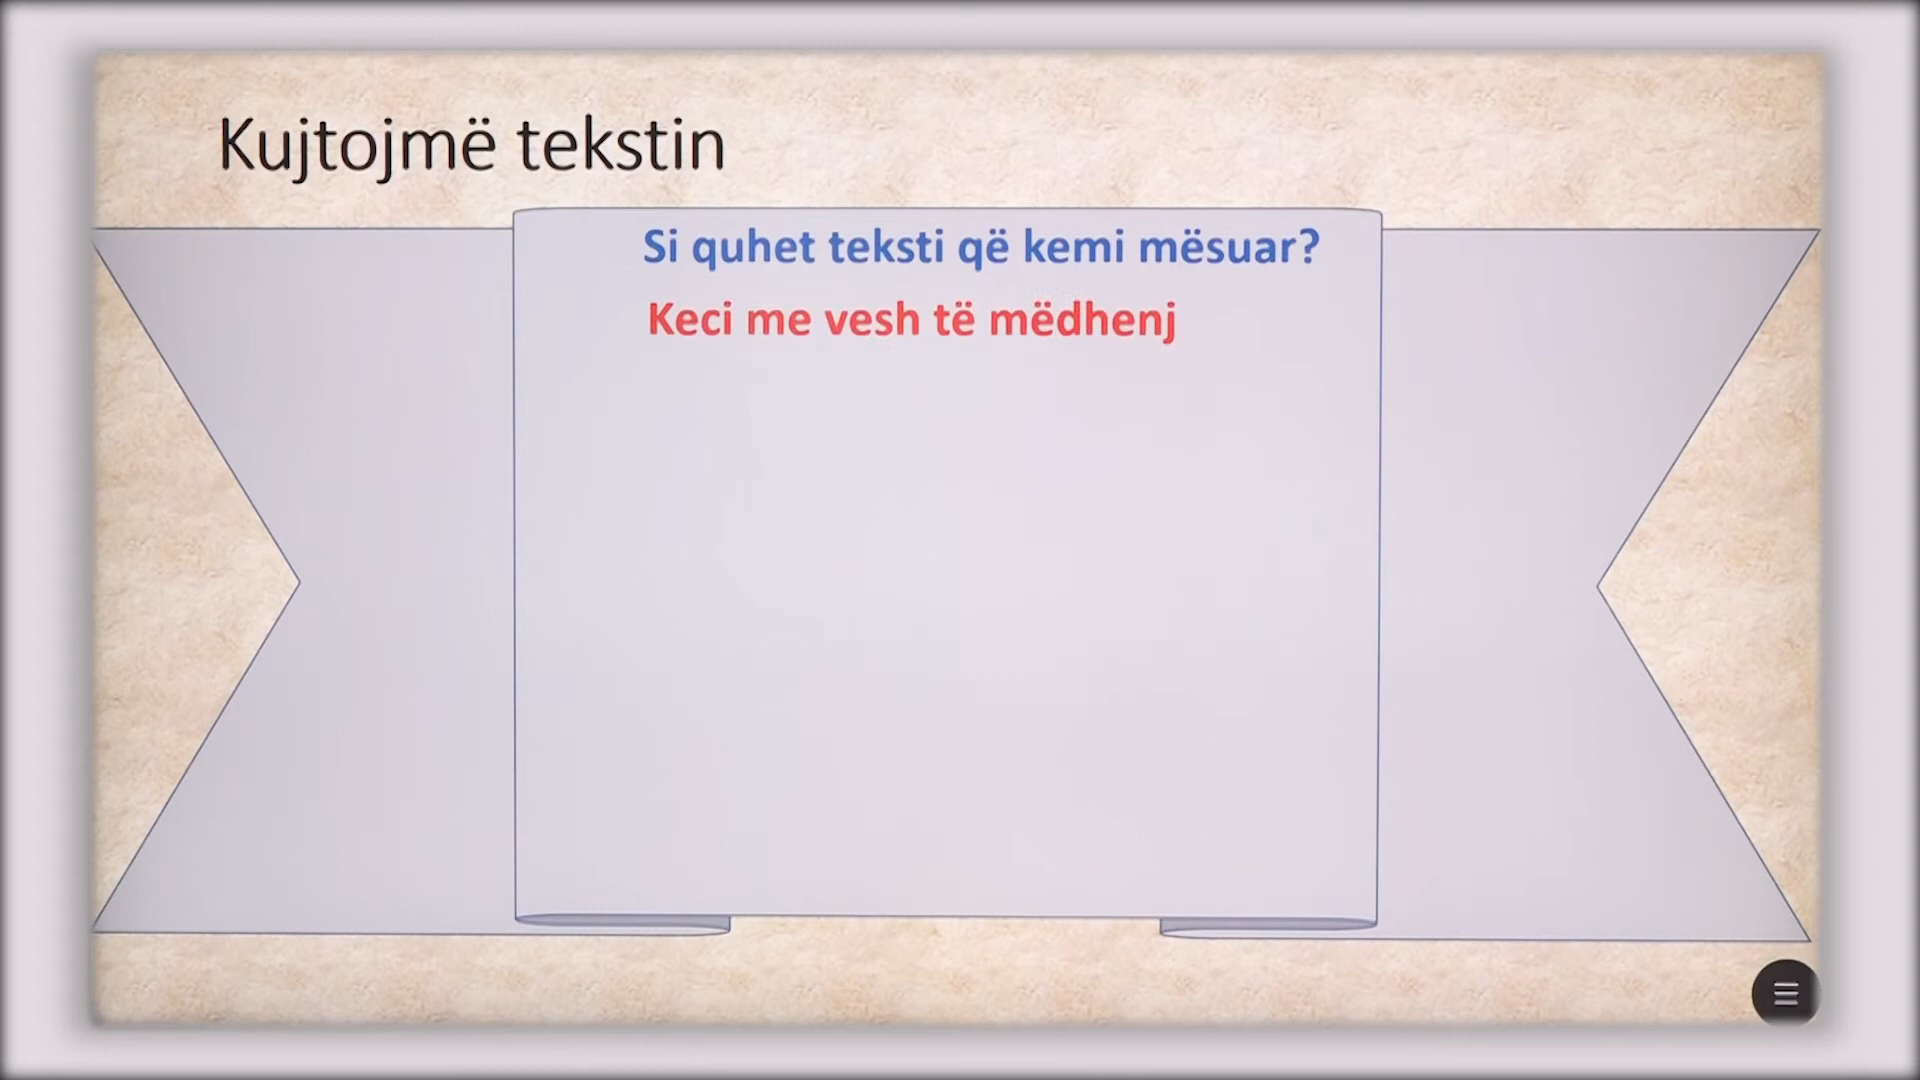 Kujtojmë tekstin
Si quhet teksti që kemi mësuar?
Keci me vesh të mëdhenj